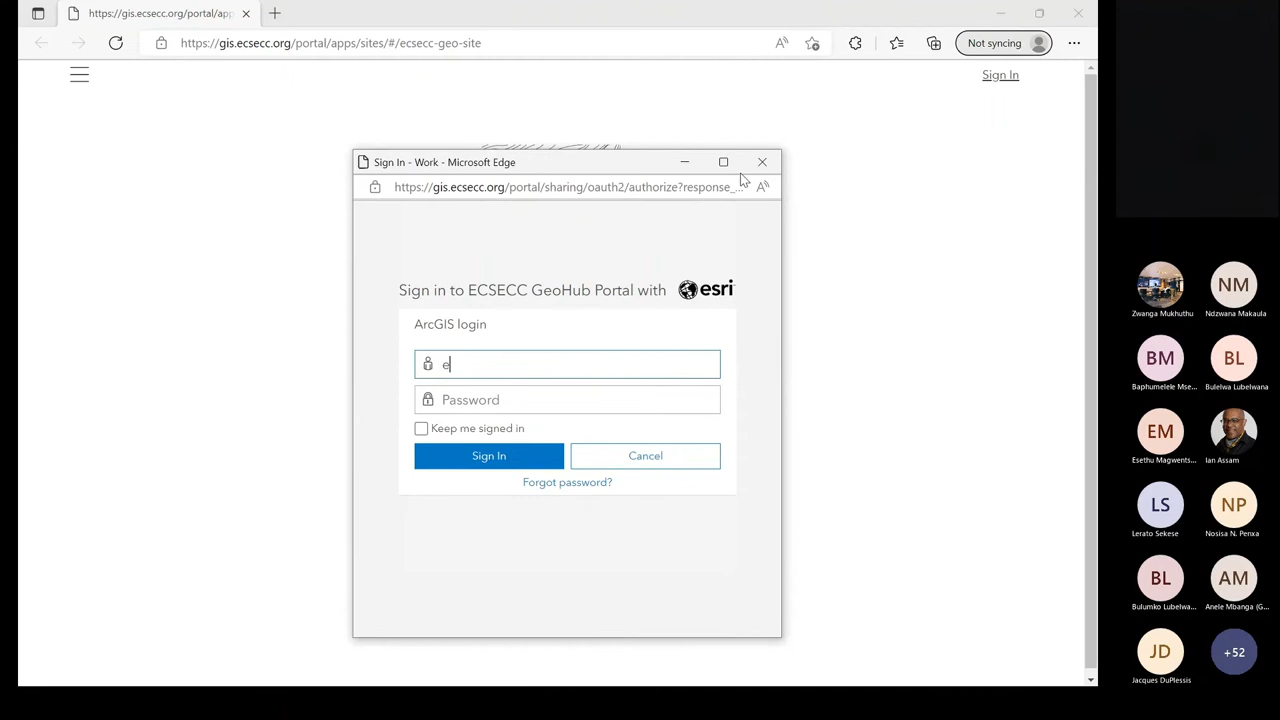 https://gis.ecsecc.org/portal/app
https://gis.ecsecc.org/portal/apps/sites/#/ecsecc-geo-site
Not syncing
Sign In
Sign In - Work - Microsoft Edge
https://gis.ecsecc.org/portal/sharing/oauth2/authorize?response_...
Sign in to ECSECC GeoHub Portal with esri
ArcGIS login
e
Password
Keep me signed in
Sign In
Cancel
Forgot password?
Zwanga Mukhuthu
NM
Ndzwana Makaula
BM
Baphumelele Mse...
BL
Bulelwa Lubelwana
EM
Esethu Magwents...
Ian Assam
LS
Lerato Sekese
NP
Nosisa N. Penxa
BL
Bulumko Lubelwa...
AM
Anele Mbanga (G...
JD
Jacques DuPlessis
+52